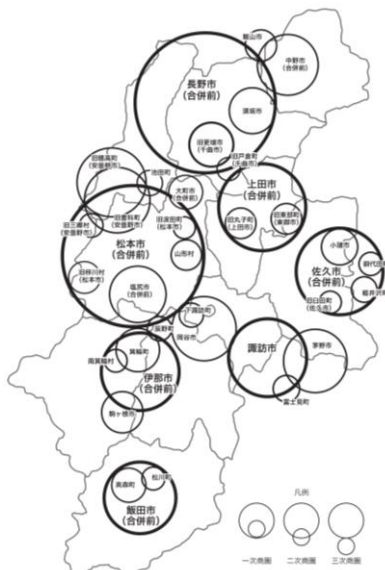 飯山市
中野市
(合併前)
長野市
(合併前)
須坂市
旧更埴市
(千曲市)
旧戸倉町
(千曲市)
旧穂高町
(安曇野市)
池田町
大町市
(合併前)
上田市
(合併前)
旧三郷村
(安曇野市)
旧豊科町
(安曇野市)
旧波田町
(松本市)
旧丸子町
(上田市)
旧東部町
(東御市)
松本市
(合併前)
山形村
小諸市
御代田町
佐久市
(合併前)
軽井沢町
旧臼田町
(佐久市)
旧梓川村
(松本市)
塩尻市
(合併前)
下諏訪町
辰野町
岡谷市
諏訪市
茅野市
富士見町
箕輪町
南箕輪村
伊那市
(合併前)
駒ヶ根市
高森町
松川町
飯田市
(合併前)
凡例
一次商圏
二次商圏
三次商圏